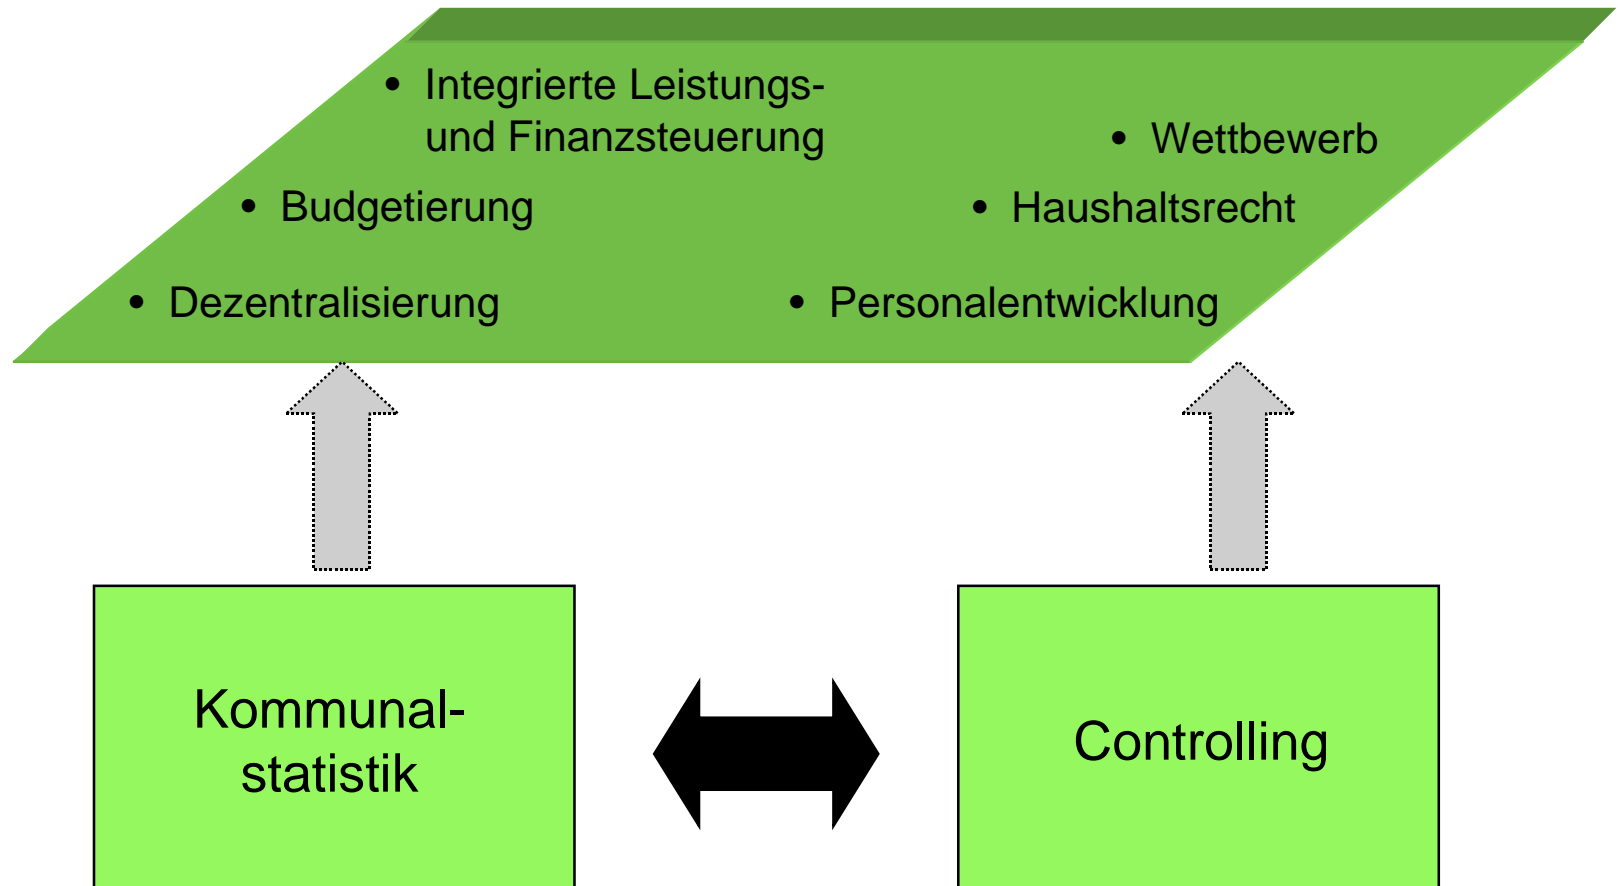 • Integrierte Leistungs-
und Finanzsteuerung
• Wettbewerb
• Budgetierung
• Haushaltsrecht
• Dezentralisierung
• Personalentwicklung
Kommunal-
statistik
Controlling